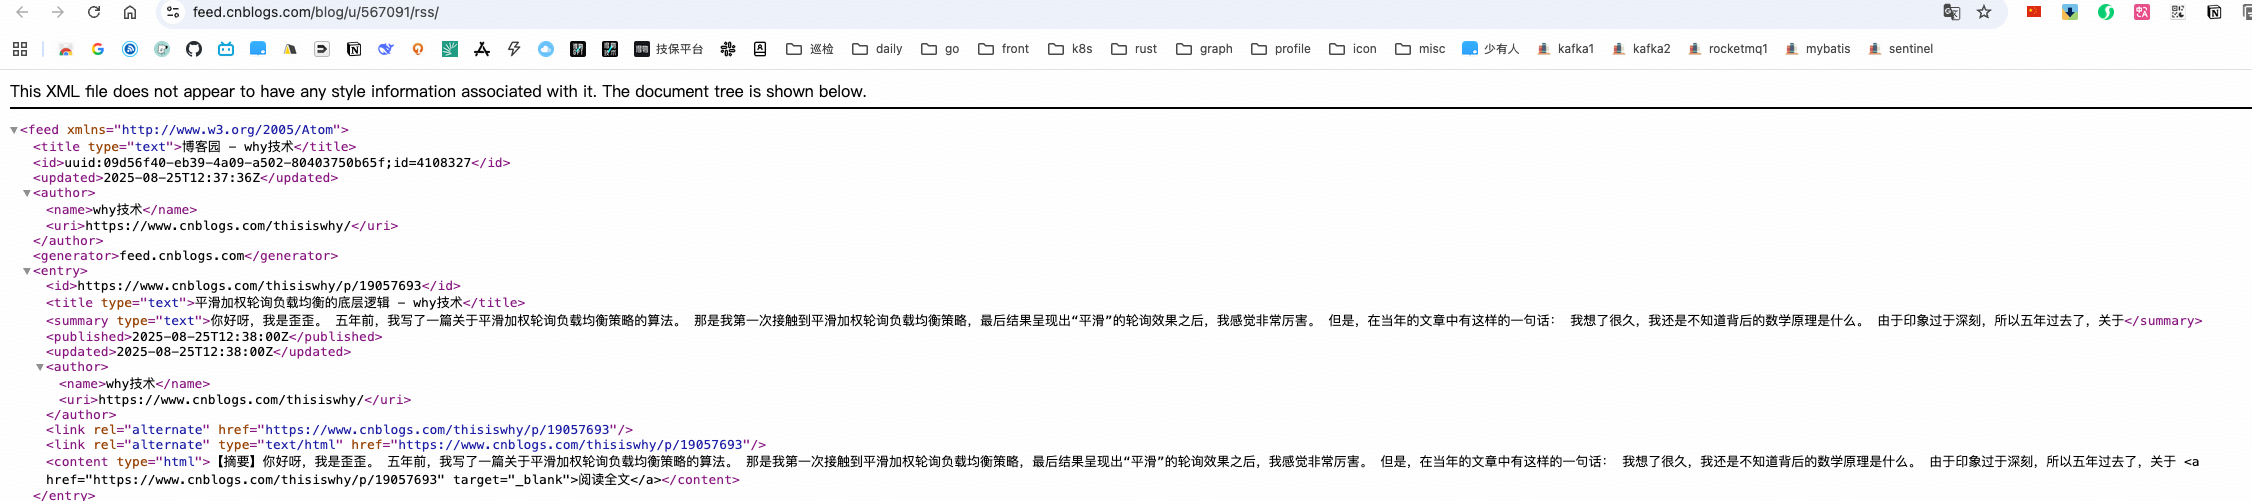 feed.cnblogs.com/blog/u/567091/rss/
技保平台 巡检 daily go front k8s rust graph profile icon misc 少有人 kafka1 kafka2 rocketmq1 mybatis sentinel
This XML file does not appear to have any style information associated with it. The document tree is shown below.
▼<feed xmlns="http://www.w3.org/2005/Atom">
<title type="text">博客园 - why技术</title>
<id>uuid:09d56f40-eb39-4a09-a502-80403750b65f;id=4108327</id>
<updated>2025-08-25T12:37:36Z</updated>
▼<author>
<name>why技术</name>
<uri>https://www.cnblogs.com/thisiswhy/</uri>
</author>
<generator>feed.cnblogs.com</generator>
▼<entry>
<id>https://www.cnblogs.com/thisiswhy/p/19057693</id>
<title type="text">平滑加权轮询负载均衡的底层逻辑 - why技术</title>
<summary type="text">你好呀，我是歪歪。 五年前，我写了一篇关于平滑加权轮询负载均衡策略的算法。 那是我第一次接触到平滑加权轮询负载均衡策略，最后结果呈现出“平滑”的轮询效果之后，我感觉非常厉害。 但是，在当年的文章中有这样的一句话： 我想了很久，我还是不知道背后的数学原理是什么。 由于印象过于深刻，所以五年过去了，关于</summary>
<published>2025-08-25T12:38:00Z</published>
<updated>2025-08-25T12:38:00Z</updated>
▼<author>
<name>why技术</name>
<uri>https://www.cnblogs.com/thisiswhy/</uri>
</author>
<link rel="alternate" href="https://www.cnblogs.com/thisiswhy/p/19057693"/>
<link rel="alternate" type="text/html" href="https://www.cnblogs.com/thisiswhy/p/19057693"/>
<content type="html">【摘要】你好呀，我是歪歪。 五年前，我写了一篇关于平滑加权轮询负载均衡策略的算法。 那是我第一次接触到平滑加权轮询负载均衡策略，最后结果呈现出“平滑”的轮询效果之后，我感觉非常厉害。 但是，在当年的文章中有这样的一句话： 我想了很久，我还是不知道背后的数学原理是什么。 由于印象过于深刻，所以五年过去了，关于 <a
href="https://www.cnblogs.com/thisiswhy/p/19057693" target="_blank">阅读全文</a></content>
</entry>